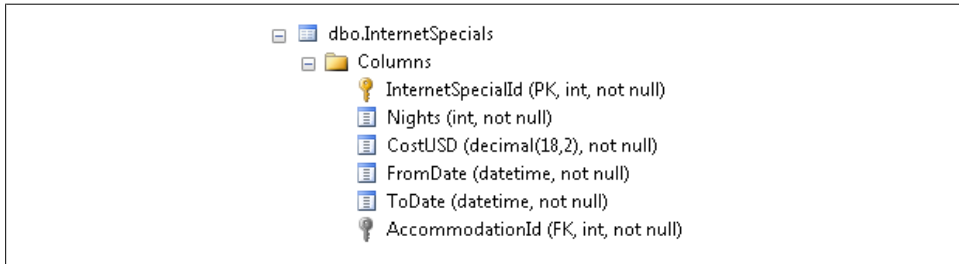 dbo.InternetSpecials
Columns
InternetSpecialId (PK, int, not null)
Nights (int, not null)
CostUSD (decimal(18,2), not null)
FromDate (datetime, not null)
ToDate (datetime, not null)
AccommodationId (FK, int, not null)